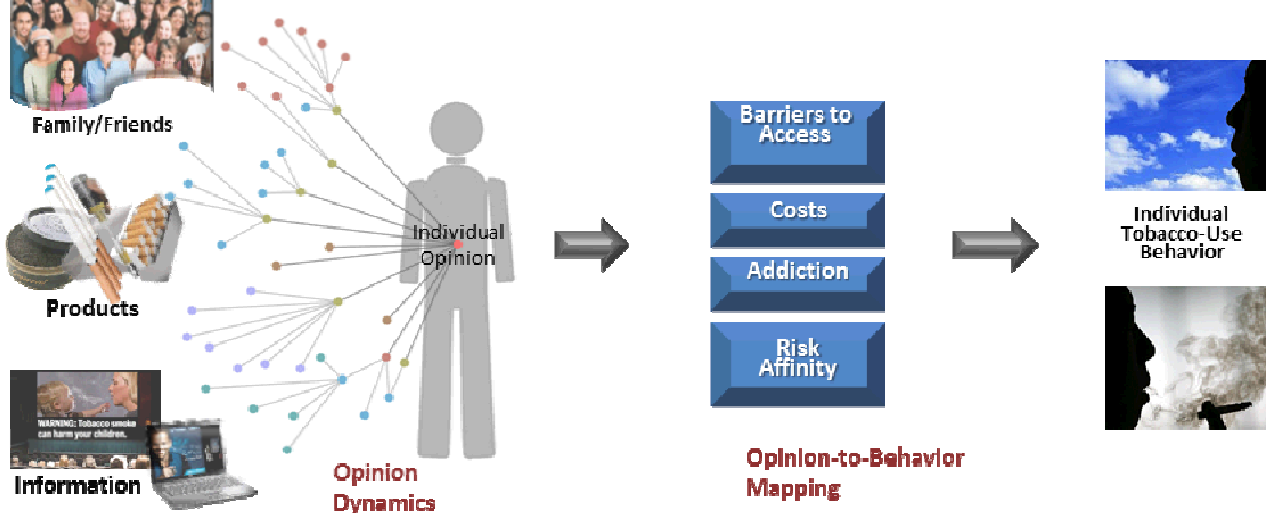 Family/Friends
Products
WARNING: Tobacco smoke
can harm your children.
Information
Individual
Opinion
Opinion
Dynamics
Barriers to
Access
Costs
Addiction
Risk
Affinity
Opinion-to-Behavior
Mapping
Individual
Tobacco-Use
Behavior